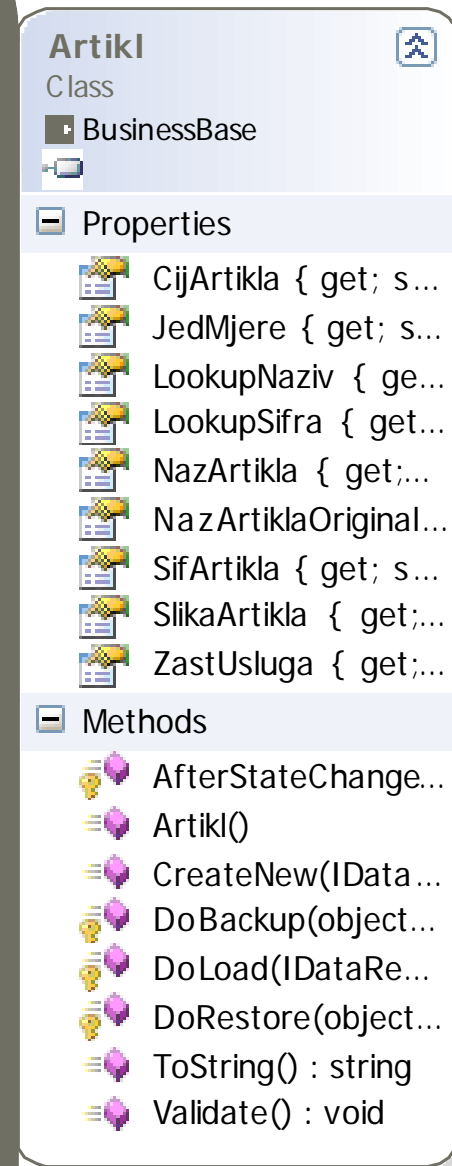 Artikl
Class
BusinessBase
Properties
CijArtikla { get; s...
JedMjere { get; s...
LookupNaziv { ge...
LookupSifra { get...
NazArtikla { get;...
NazArtiklaOriginal...
SifArtikla { get; s...
SlikaArtikla { get;...
ZastUsluga { get;...
Methods
AfterStateChange...
Artikl()
CreateNew(IData...
DoBackup(object...
DoLoad(IDataRe...
DoRestore(object...
ToString() : string
Validate() : void